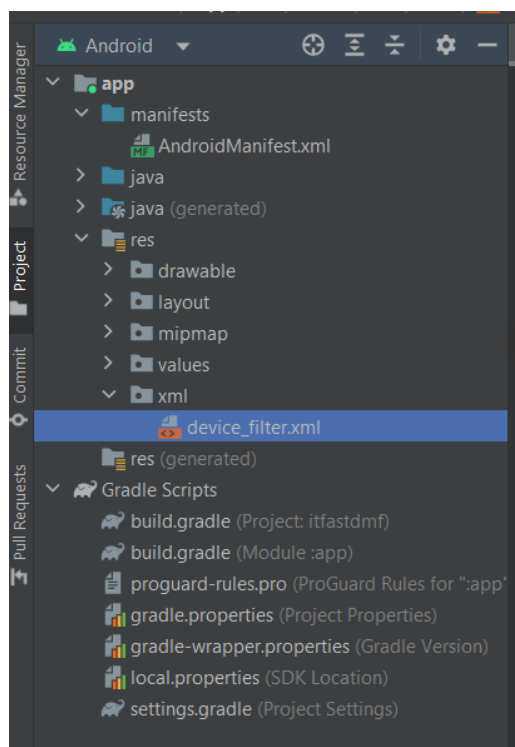 Android
app
manifests
MF AndroidManifest.xml
java
java (generated)
res
drawable
layout
mipmap
values
xml
device_filter.xml
res (generated)
Gradle Scripts
build.gradle (Project: itfastdmf)
build.gradle (Module :app)
proguard-rules.pro (ProGuard Rules for ":app"
gradle.properties (Project Properties)
gradle-wrapper.properties (Gradle Version)
local.properties (SDK Location)
settings.gradle (Project Settings)
Resource Manager
Project
Commit
Pull Requests